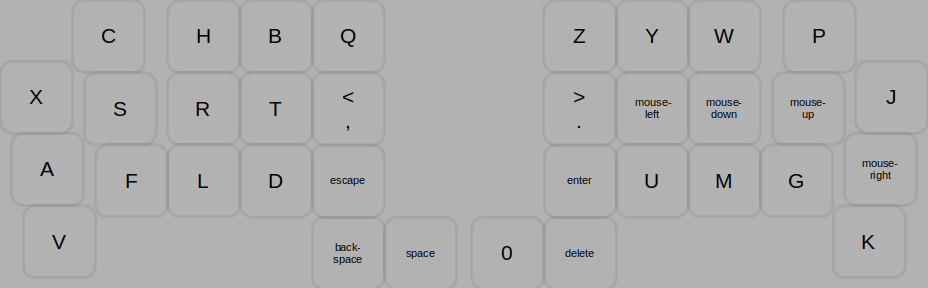 C H B Q Z Y W P
X S R T < , > . mouse-left mouse-down mouse-up J
A F L D escape enter U M G mouse-right
V back-space space 0 delete K